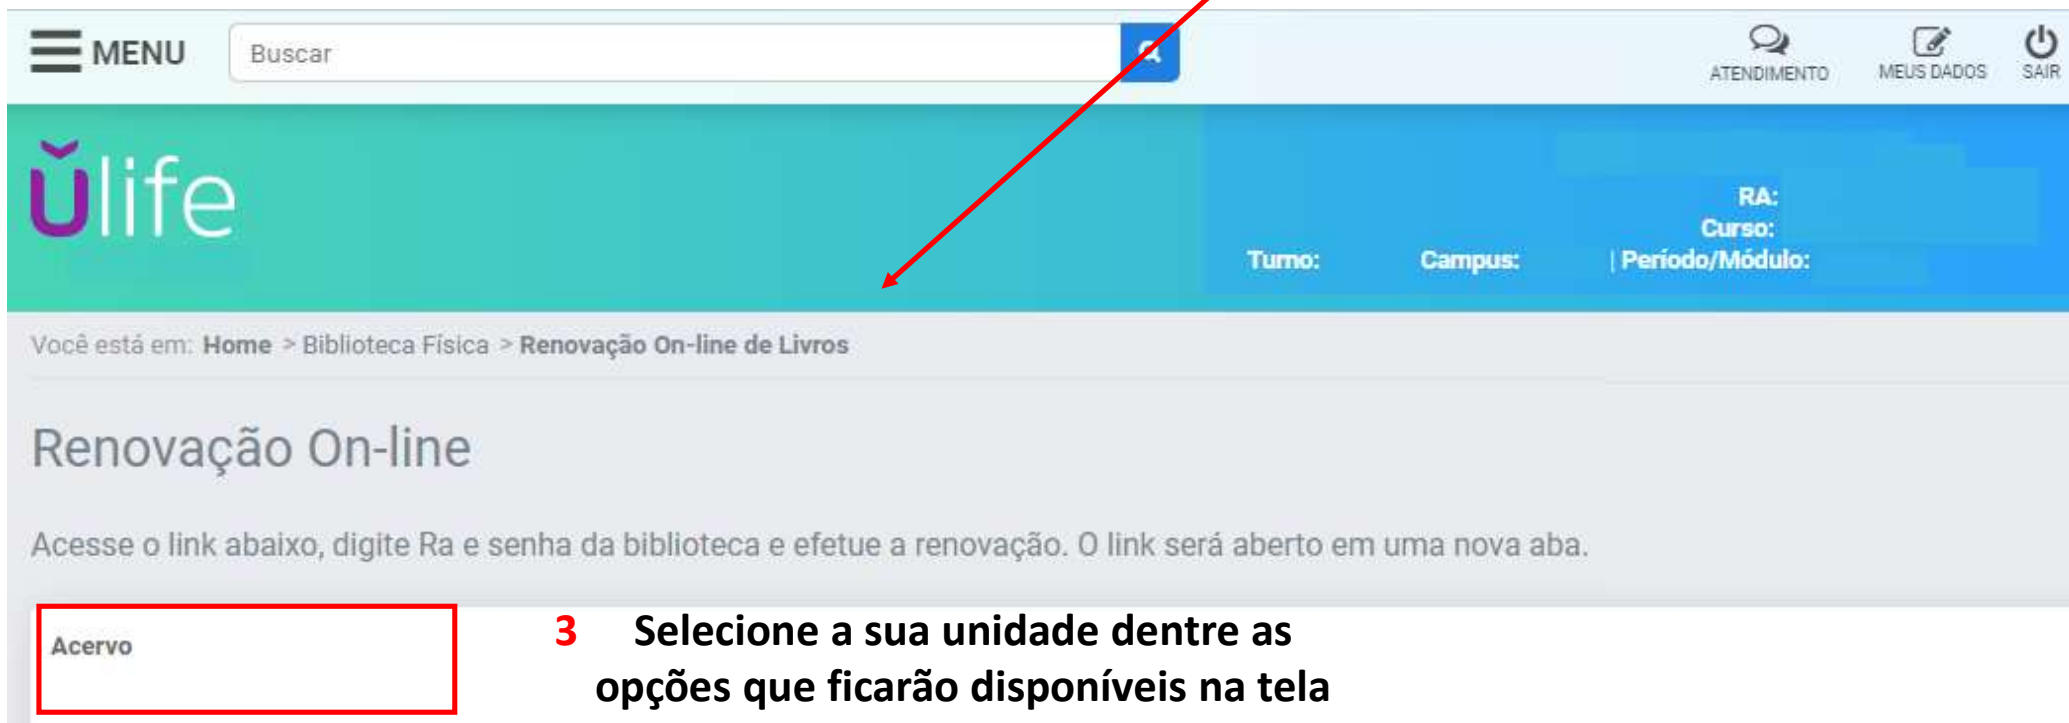 MENU
Buscar
ATENDIMENTO
MEUS DADOS
SAIR
ŭlife
RA:
Curso:
Turno: Campus: | Período/Módulo:
Você está em: Home > Biblioteca Física > Renovação On-line de Livros
Renovação On-line
Acesse o link abaixo, digite Ra e senha da biblioteca e efetue a renovação. O link será aberto em uma nova aba.
Acervo
3 Selecione a sua unidade dentre as
opções que ficarão disponíveis na tela